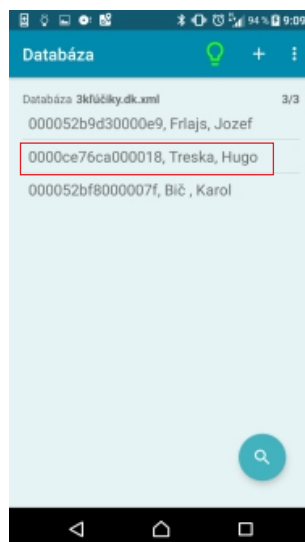 94 % 9:09
Databáza
Databáza 3kľúčiky.dk.xml 3/3
000052b9d30000e9, Frlajs, Jozef
0000ce76ca000018, Treska, Hugo
000052bf8000007f, Bič , Karol